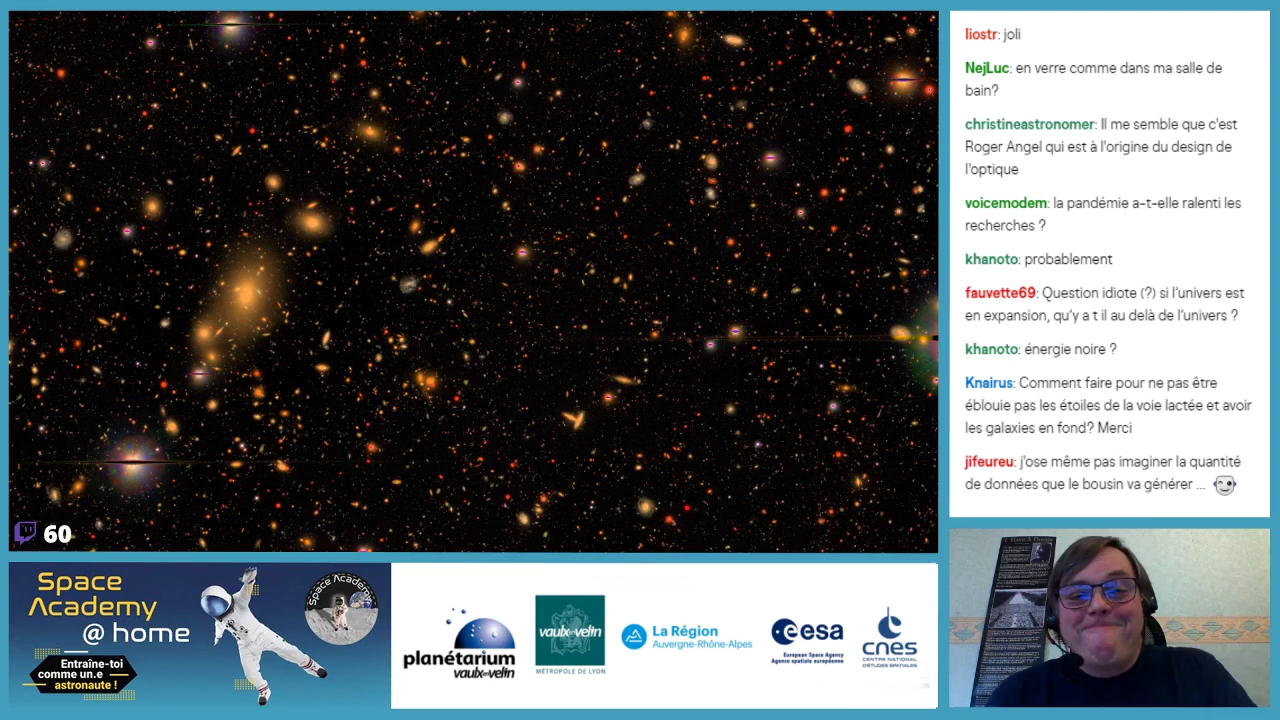 60
Space
Academy
@ home
Entraîne-toi
comme un.e
astronaute !
Space Academy
planétarium
vaulx-en-velin
vaulx-en-velin
MÉTROPOLE DE LYON
La Région
Auvergne-Rhône-Alpes
esa
European Space Agency
Agence spatiale européenne
cnes
CENTRE NATIONAL
D'ÉTUDES SPATIALES
liostr: joli
NejLuc: en verre comme dans ma salle de
bain?
christineastronomer: Il me semble que c'est
Roger Angel qui est à l'origine du design de
l'optique
voicemodem: la pandémie a-t-elle ralenti les
recherches ?
khanoto: probablement
fauvette69: Question idiote (?) si l'univers est
en expansion, qu'y a t il au delà de l'univers ?
khanoto: énergie noire ?
Knairus: Comment faire pour ne pas être
éblouie pas les étoiles de la voie lactée et avoir
les galaxies en fond? Merci
jifeureu: j'ose même pas imaginer la quantité
de données que le bousin va générer ...